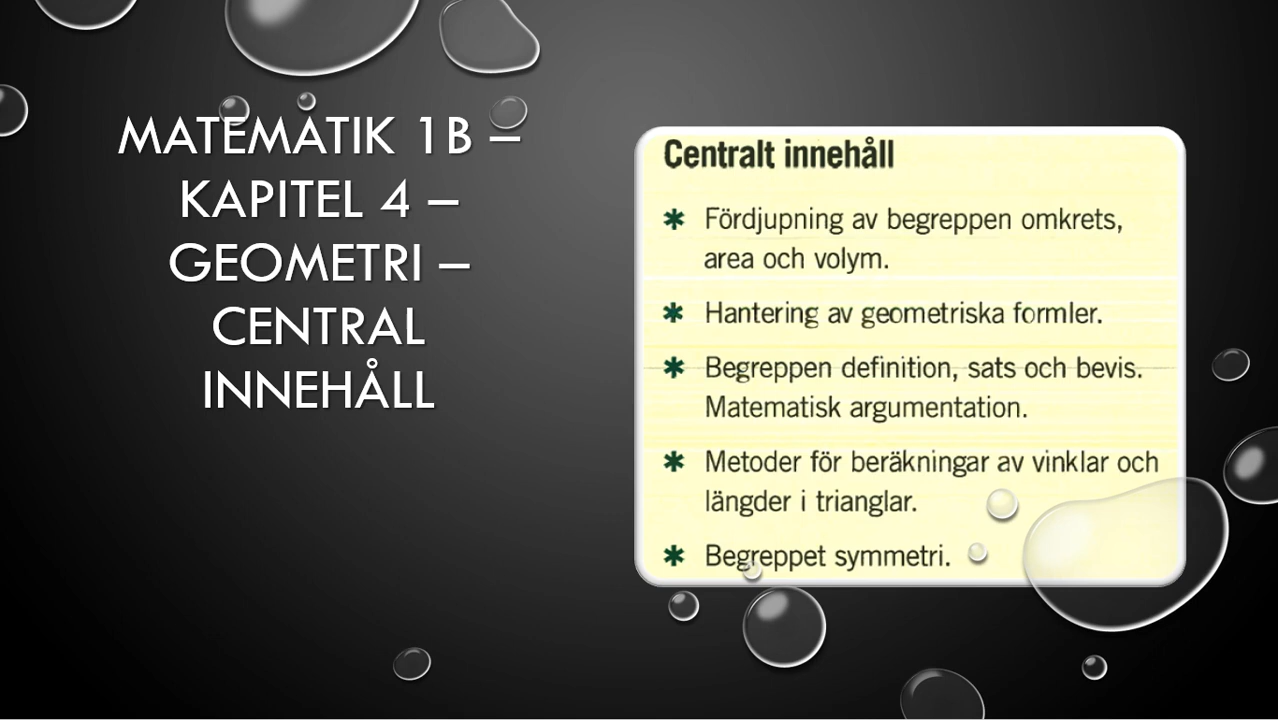 MATEMATIK 1B –
KAPITEL 4 –
GEOMETRI –
CENTRAL
INNEHÅLL
Centralt innehåll
✱ Fördjupning av begreppen omkrets,
area och volym.
✱ Hantering av geometriska formler.
✱ Begreppen definition, sats och bevis.
Matematisk argumentation.
✱ Metoder för beräkningar av vinklar och
längder i trianglar.
✱ Begreppet symmetri.